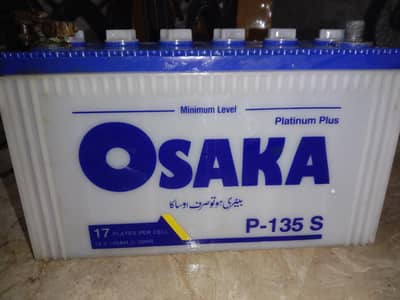 Minimum Level
Platinum Plus
OSAKA
بیٹری ہو تو صرف اوساکا
17 PLATES PER CELL
P-135 S